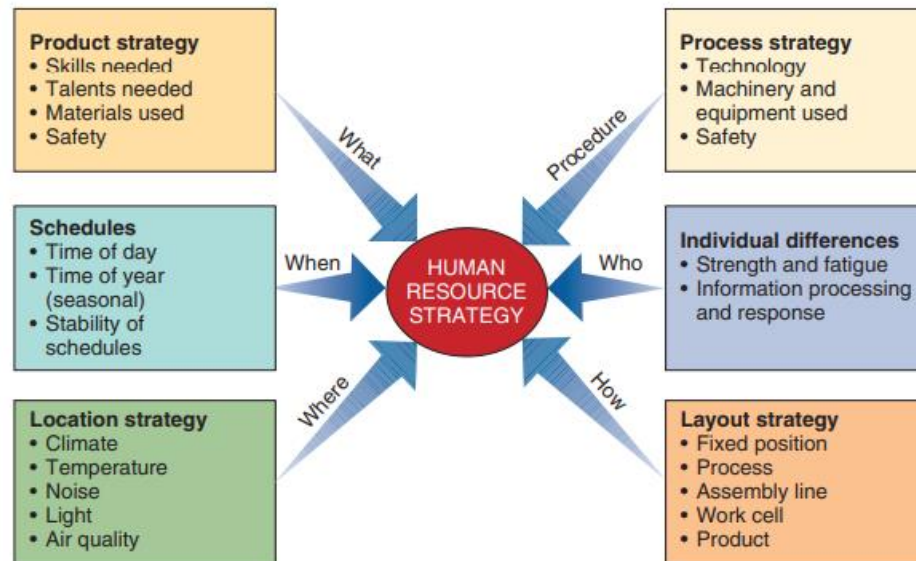 Product strategy
• Skills needed
• Talents needed
• Materials used
• Safety
What
Process strategy
• Technology
• Machinery and
equipment used
• Safety
Procedure
Schedules
• Time of day
• Time of year
(seasonal)
• Stability of
schedules
When
HUMAN
RESOURCE
STRATEGY
Who
Individual differences
• Strength and fatigue
• Information processing
and response
Location strategy
• Climate
• Temperature
• Noise
• Light
• Air quality
Where
How
Layout strategy
• Fixed position
• Process
• Assembly line
• Work cell
• Product